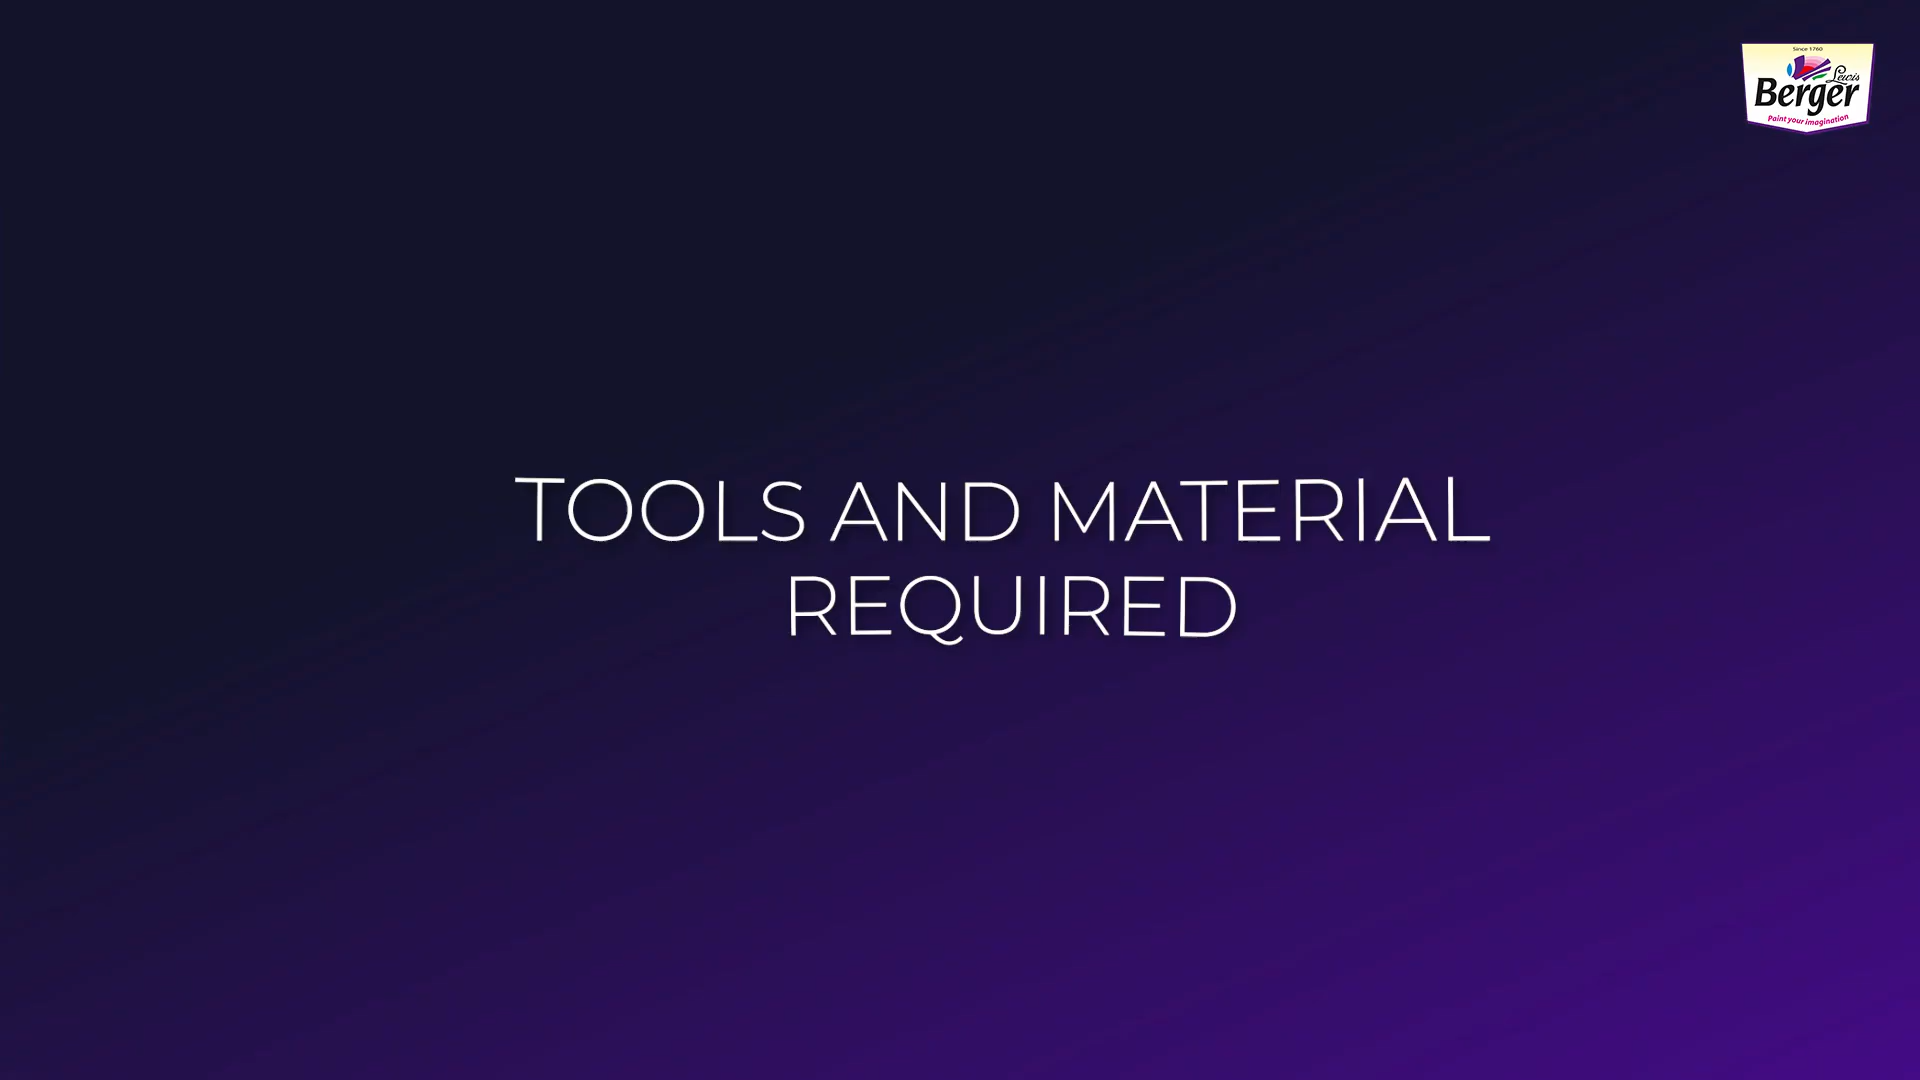 Since 1760
Lewis
Berger
Paint your imagination
TOOLS AND MATERIAL
REQUIRED